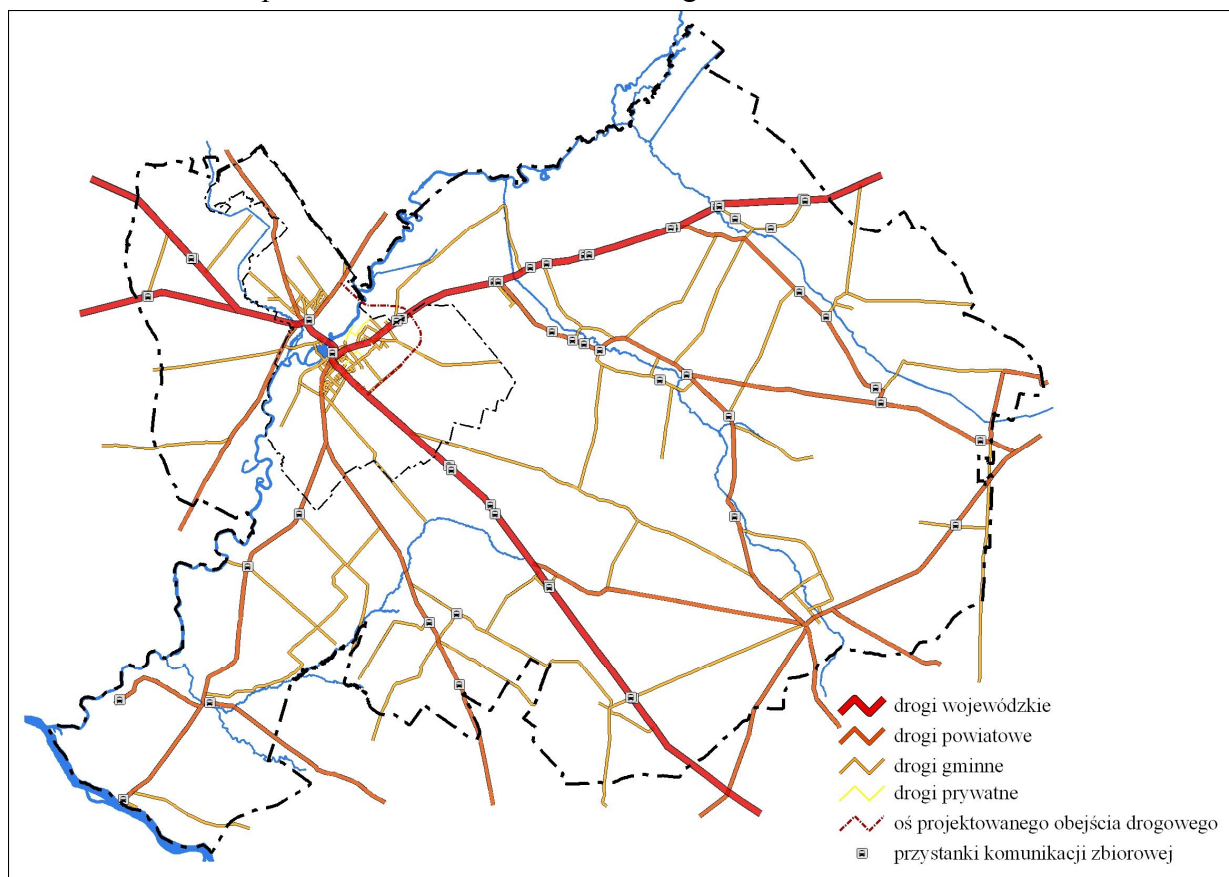 drogi wojewódzkie
drogi powiatowe
drogi gminne
drogi prywatne
oś projektowanego obejścia drogowego
przystanki komunikacji zbiorowej